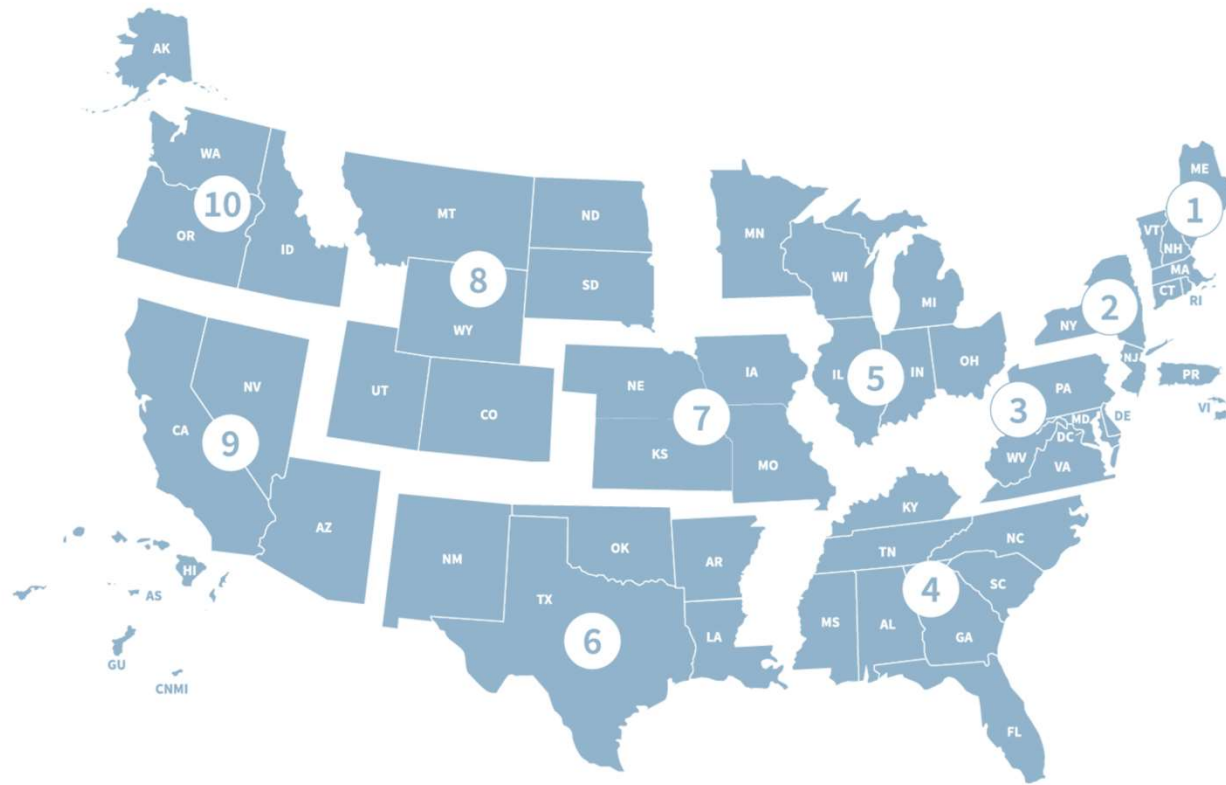 AK
WA
10
OR
ID
MT
ND
8
SD
WY
UT
CO
MN
WI
MI
IL
5
IN
OH
ME
1
VT
NH
MA
CT
RI
2
NY
NJ
PR
VI
PA
3
MD
DE
DC
WV
VA
NV
CA
9
AZ
HI
AS
GU
CNMI
NE
IA
7
KS
MO
NM
OK
AR
TX
LA
6
KY
NC
TN
SC
4
MS
AL
GA
FL